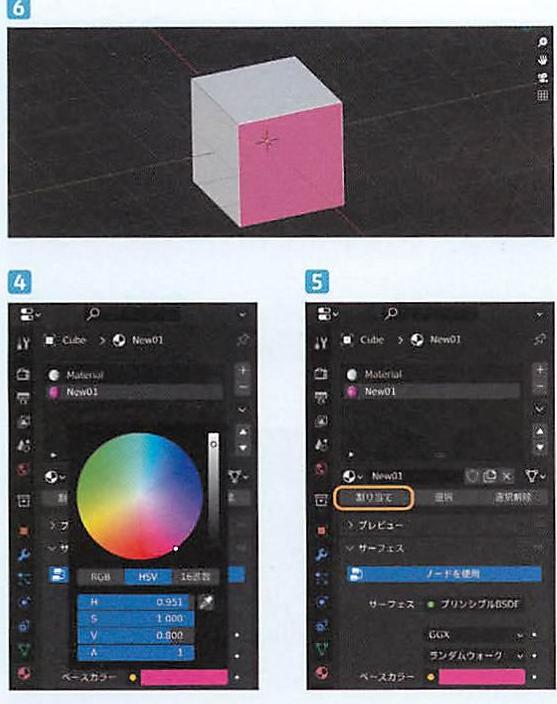 6
4
Cube > New01
Material
New01
RGB HSV 16進数
H 0.951
S 1.000
V 0.800
A 1
ベースカラー
5
Cube > New01
Material
New01
New01
割り当て 選択 選択解除
プレビュー
サーフェス
ノードを使用
サーフェス プリンシプルBSDF
GGX
ランダムウォーク
ベースカラー